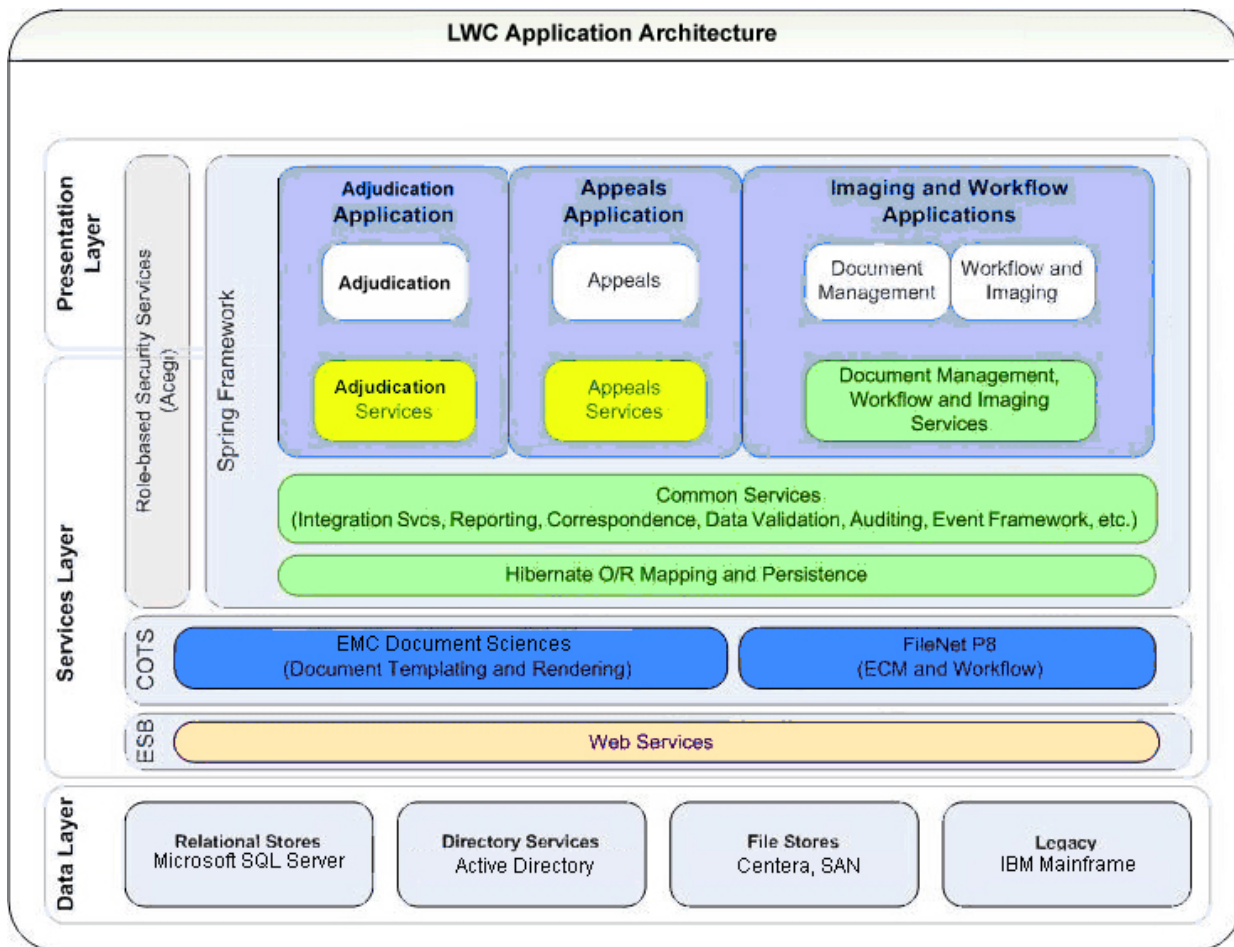 LWC Application Architecture
Presentation
Layer
Role-based Security Services
(Acegi)
Spring Framework
Adjudication
Application
Adjudication
Adjudication
Services
Appeals
Application
Appeals
Appeals
Services
Imaging and Workflow
Applications
Document
Management
Workflow and
Imaging
Document Management,
Workflow and Imaging
Services
Services Layer
Common Services
(Integration Svcs, Reporting, Correspondence, Data Validation, Auditing, Event Framework, etc.)
Hibernate O/R Mapping and Persistence
COTS
EMC Document Sciences
(Document Templating and Rendering)
FileNet P8
(ECM and Workflow)
ESB
Web Services
Data Layer
Relational Stores
Microsoft SQL Server
Directory Services
Active Directory
File Stores
Centera, SAN
Legacy
IBM Mainframe